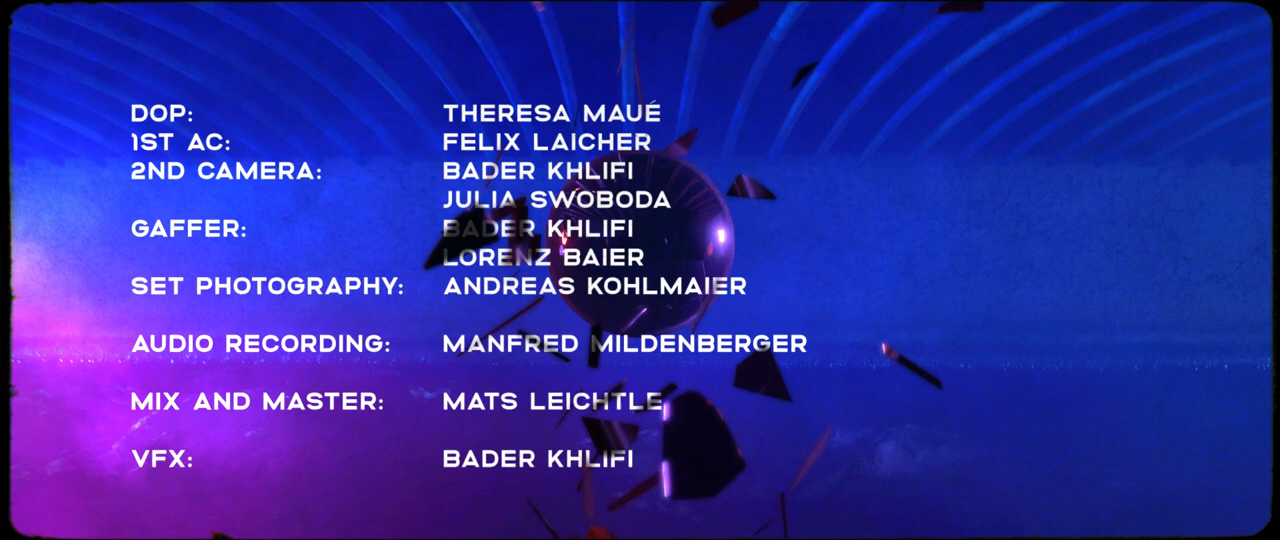 DOP: THERESA MAUÉ
1ST AC: FELIX LAICHER
2ND CAMERA: BADER KHLIFI
JULIA SWOBODA
GAFFER: BADER KHLIFI
LORENZ BAIER
SET PHOTOGRAPHY: ANDREAS KOHLMAIER
AUDIO RECORDING: MANFRED MILDENBERGER
MIX AND MASTER: MATS LEICHTLE
VFX: BADER KHLIFI